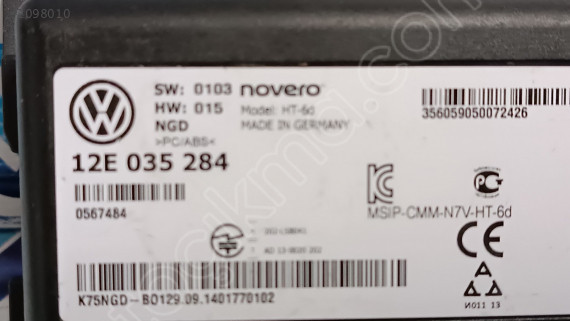 1098010
SW: 0103 novero
HW: 015 Model: HT-6d
NGD MADE IN GERMANY
>PC/ABS<
12E 035 284
0567484
356059050072426
MSIP-CMM-N7V-HT-6d
K75NGD-B0129.09.1401770102
И011 13